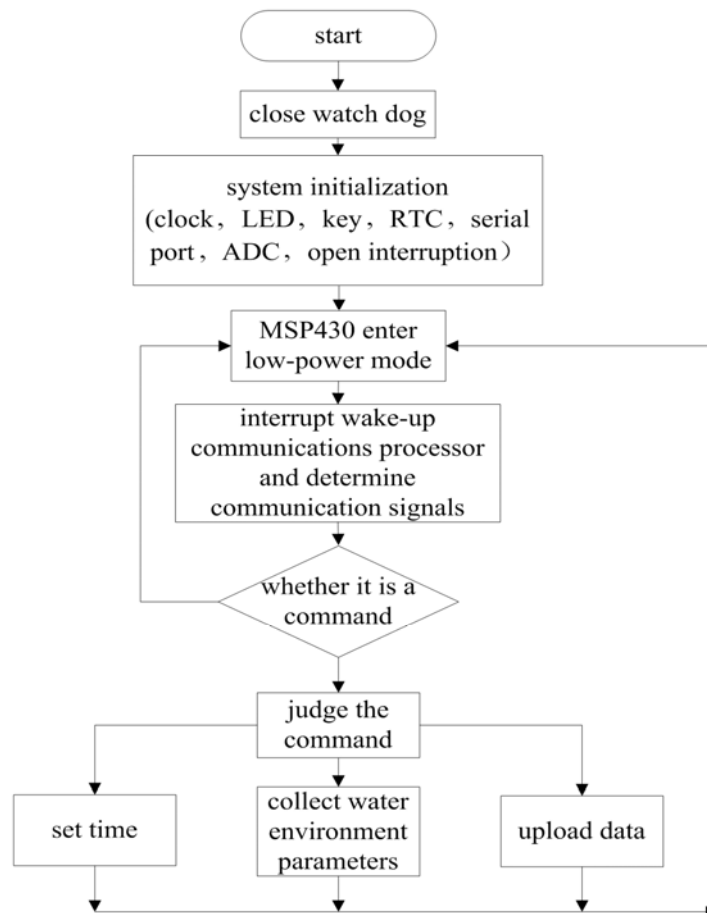 start
close watch dog
system initialization
(clock，LED，key，RTC，serial
port，ADC，open interruption）
MSP430 enter
low-power mode
interrupt wake-up
communications processor
and determine
communication signals
whether it is a
command
judge the
command
set time
collect water
environment
parameters
upload data